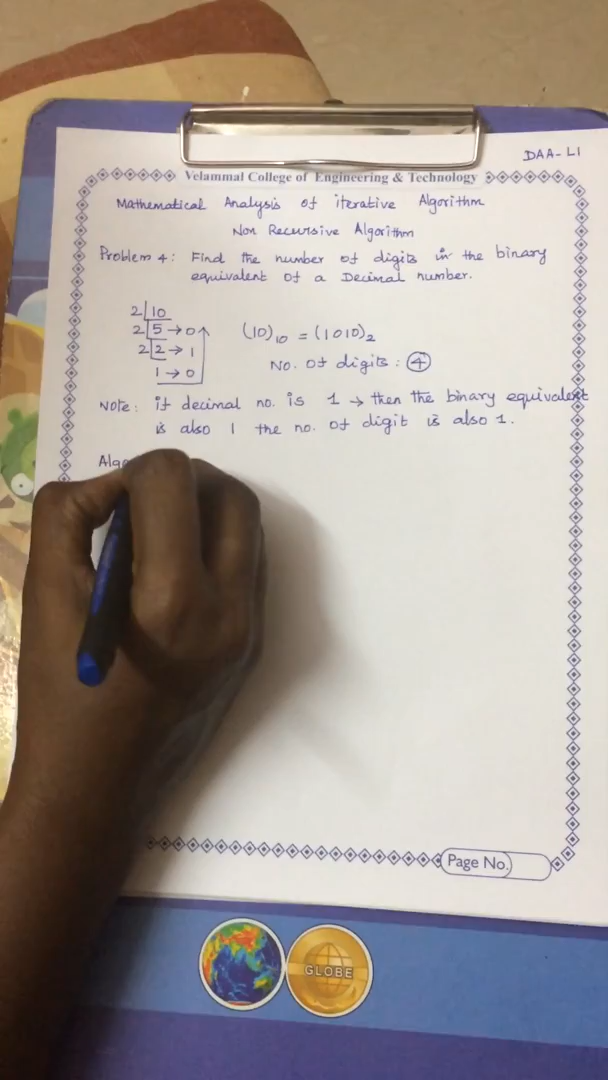 DAA-L1
Velammal College of Engineering & Technology
Mathematical Analysis of iterative Algorithm
Non Recursive Algorithm
Problem 4: Find the number of digits in the binary
equivalent of a Decimal number.
2 10
2 5 → 0
2 2 → 1
1 → 0
(10)₁₀ = (1010)₂
No. of digits: 4
Note: if decimal no. is 1 → then the binary equivalent
is also 1 the no. of digit is also 1.
Algo
Page No.
GLOBE